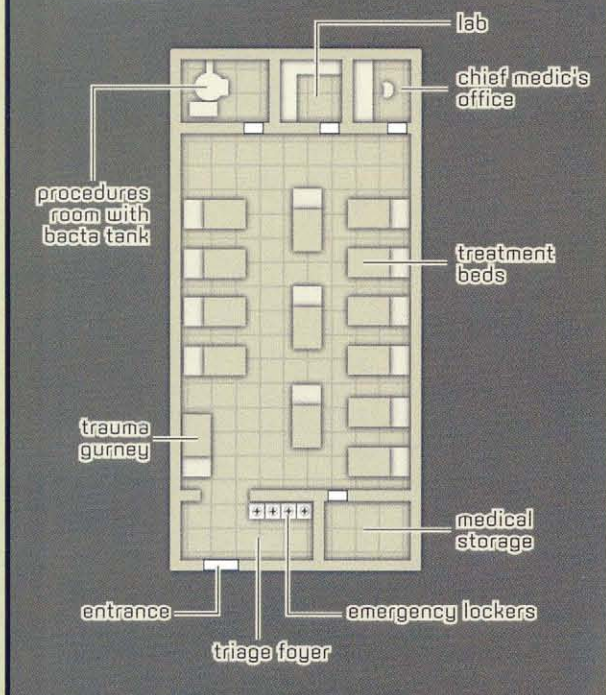 lab
chief medic's
office
procedures
room with
bacta tank
treatment
beds
trauma
gurney
medical
storage
entrance
emergency lockers
triage foyer